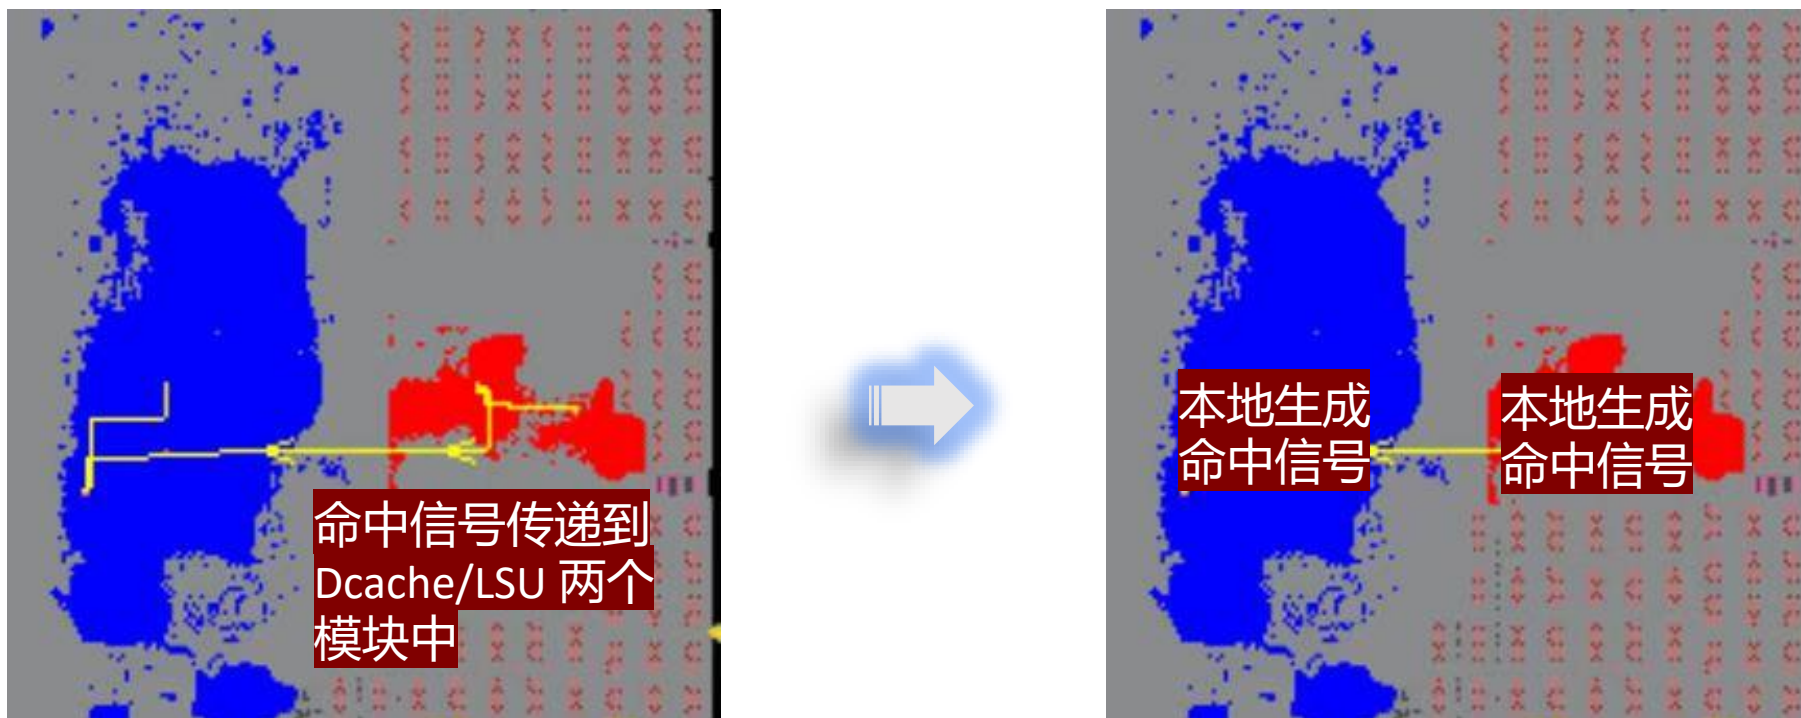 命中信号传递到
Dcache/LSU 两个
模块中
本地生成
命中信号
本地生成
命中信号